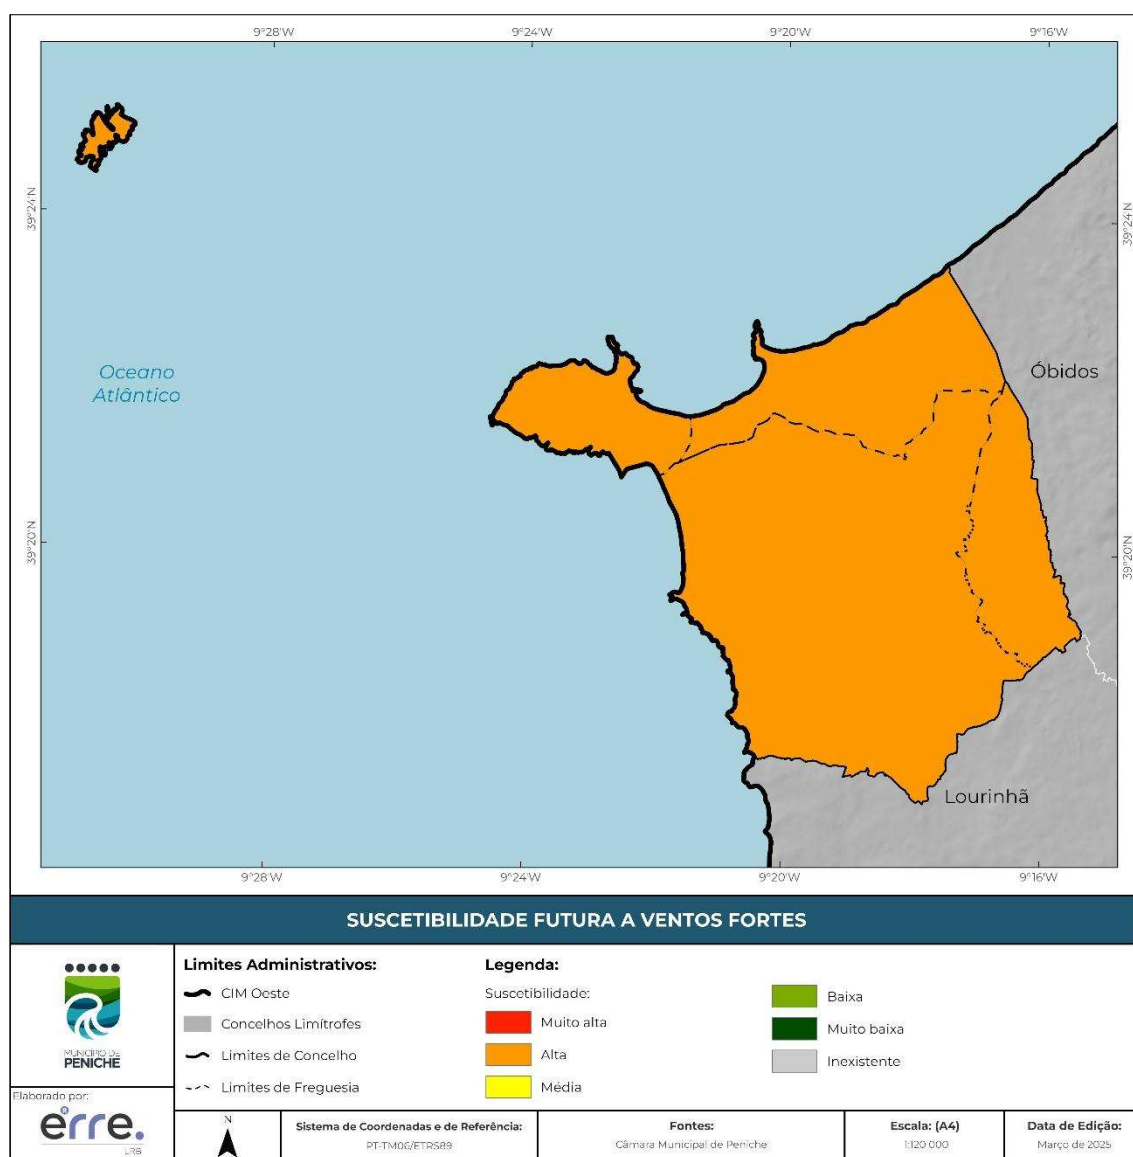 9°28'W
9°24'W
9°20'W
9°16'W
39°24'N
39°24'N
Oceano
Atlântico
Óbidos
39°20'N
39°20'N
Lourinhã
9°28'W
9°24'W
9°20'W
9°16'W
SUSCETIBILIDADE FUTURA A VENTOS FORTES
MUNICÍPIO DE
PENICHE
Elaborado por:
erre.
LRB
Limites Administrativos:
CIM Oeste
Concelhos Limítrofes
Limites de Concelho
Limites de Freguesia
Legenda:
Suscetibilidade:
Muito alta
Alta
Média
Baixa
Muito baixa
Inexistente
N
Sistema de Coordenadas e de Referência:
PT-TM06/ETRS89
Fontes:
Câmara Municipal de Peniche
Escala: (A4)
1:120 000
Data de Edição:
Março de 2025